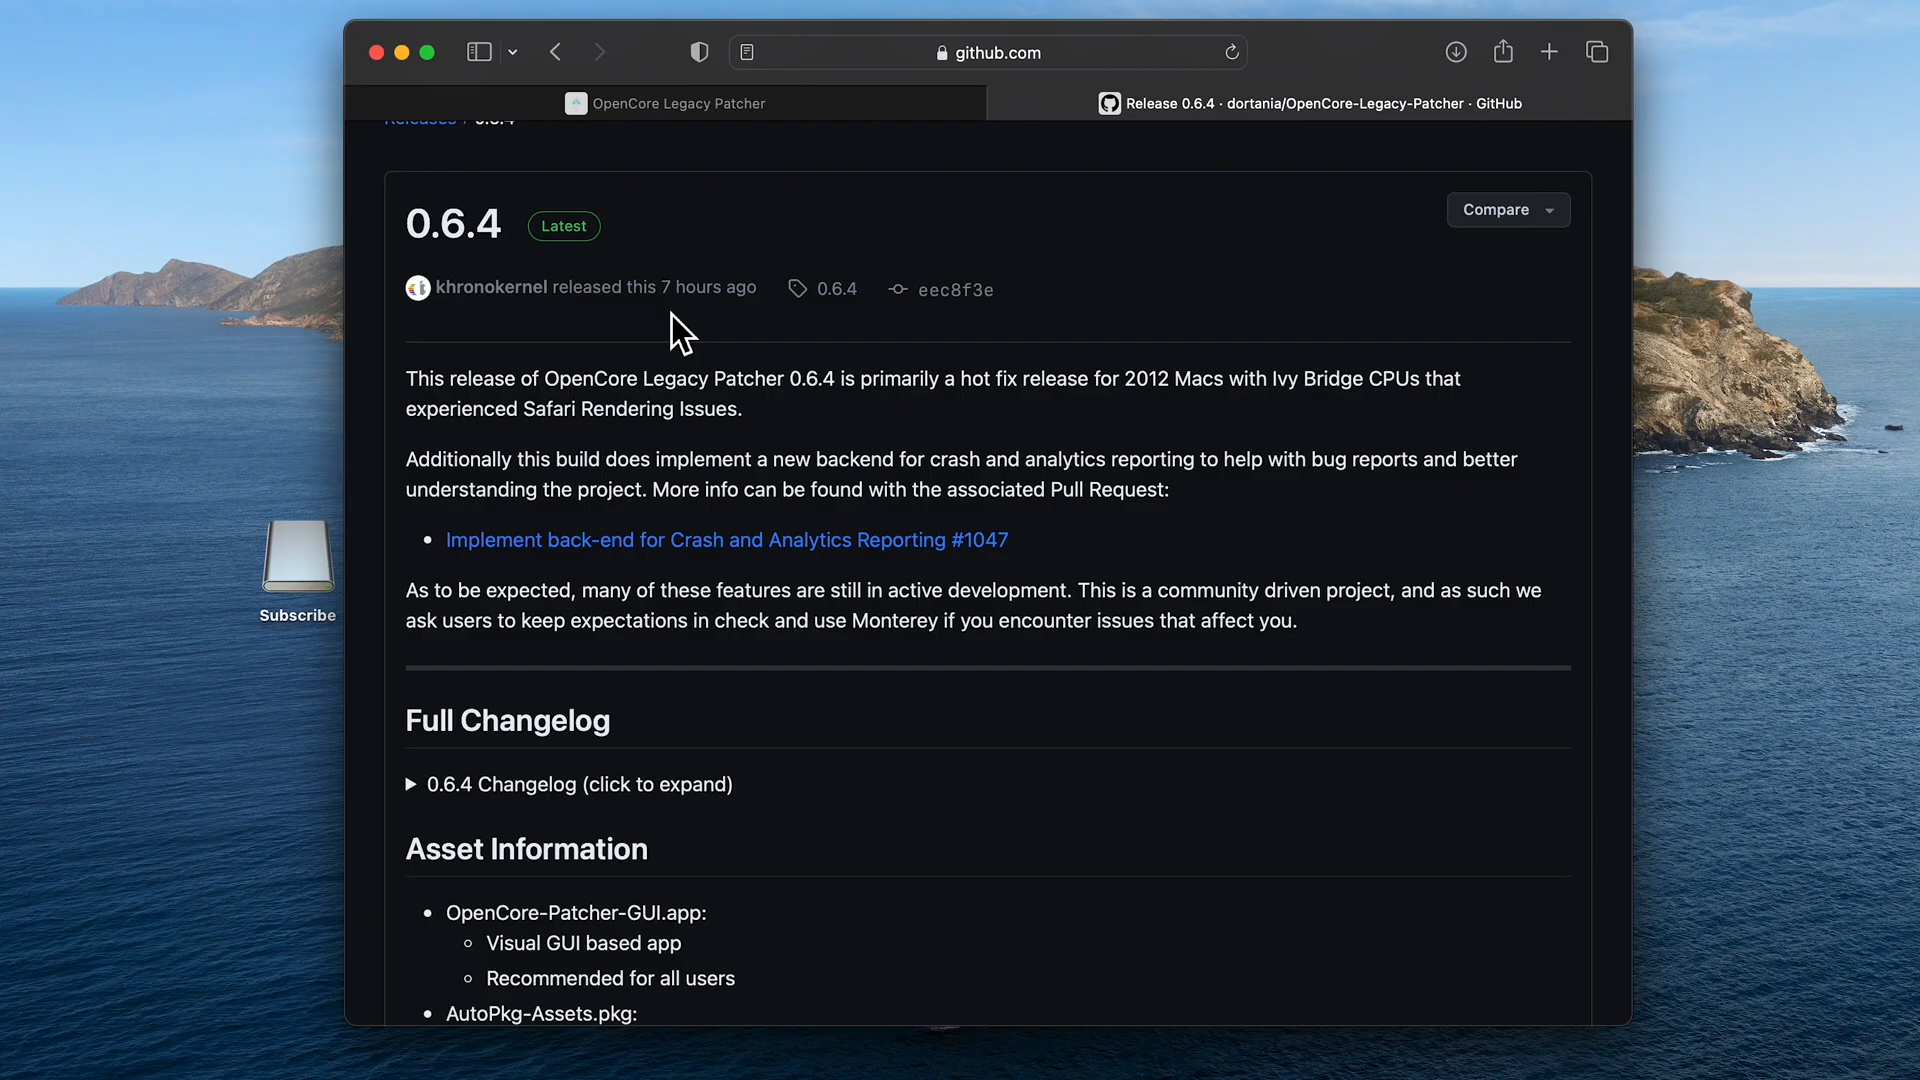 github.com
OpenCore Legacy Patcher
Release 0.6.4 · dortania/OpenCore-Legacy-Patcher · GitHub
Releases / 0.6.4
0.6.4 Latest
Compare
khronokernel released this 7 hours ago 0.6.4 eec8f3e
This release of OpenCore Legacy Patcher 0.6.4 is primarily a hot fix release for 2012 Macs with Ivy Bridge CPUs that
experienced Safari Rendering Issues.
Additionally this build does implement a new backend for crash and analytics reporting to help with bug reports and better
understanding the project. More info can be found with the associated Pull Request:
• Implement back-end for Crash and Analytics Reporting #1047
As to be expected, many of these features are still in active development. This is a community driven project, and as such we
ask users to keep expectations in check and use Monterey if you encounter issues that affect you.
Subscribe
Full Changelog
0.6.4 Changelog (click to expand)
Asset Information
• OpenCore-Patcher-GUI.app:
Visual GUI based app
Recommended for all users
• AutoPkg-Assets.pkg: